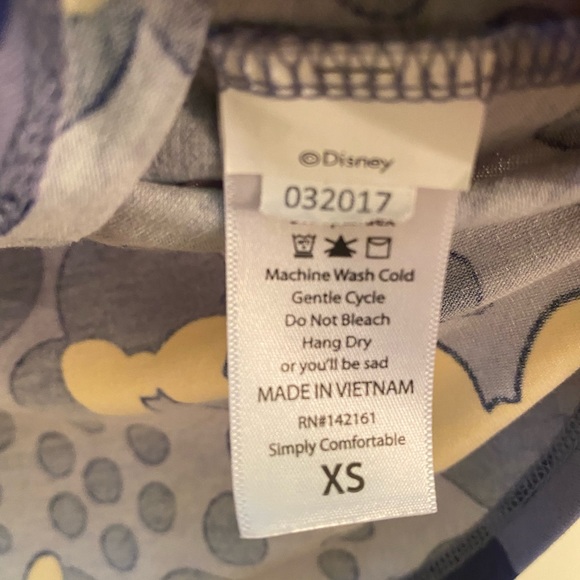 ©Disney
032017
Machine Wash Cold
Gentle Cycle
Do Not Bleach
Hang Dry
or you'll be sad
MADE IN VIETNAM
RN#142161
Simply Comfortable
XS